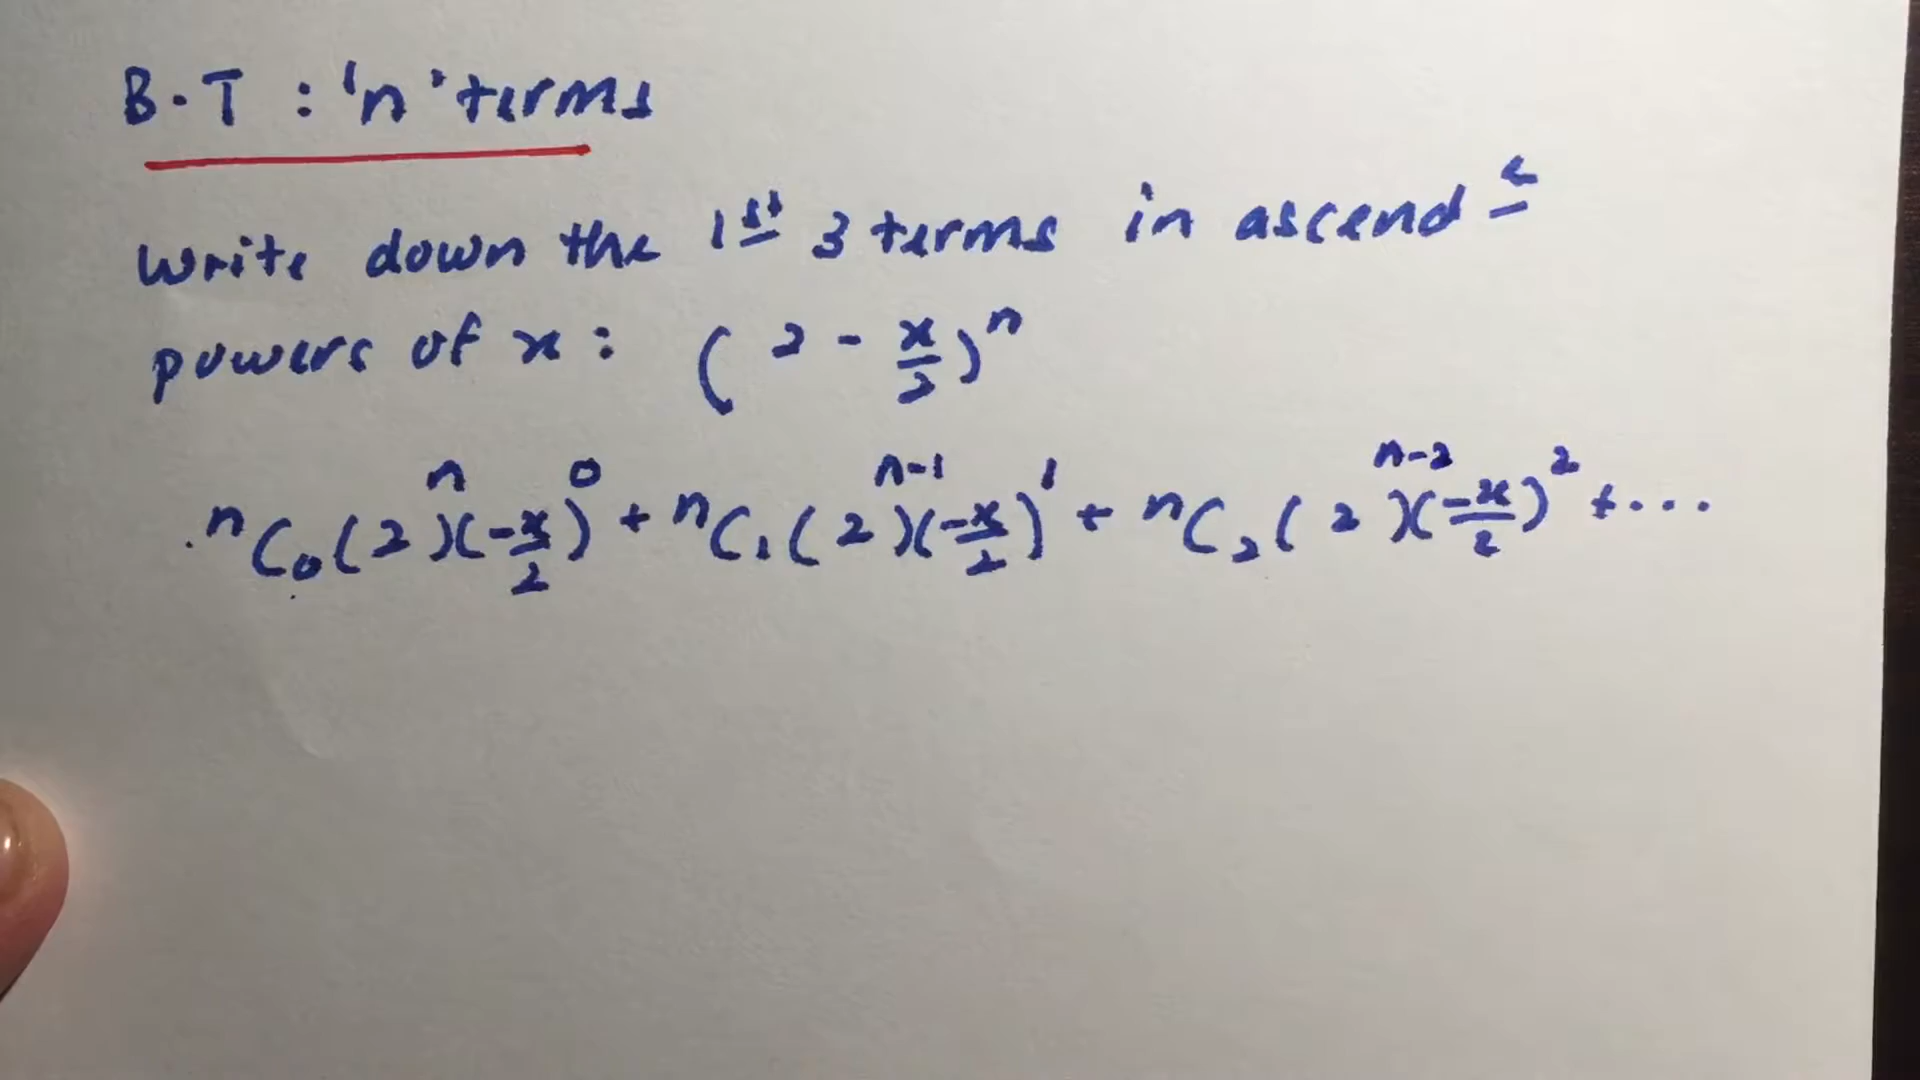 B.T : 'n' terms
write down the 1st 3 terms in ascend
powers of x : (2 - x/2)^n
nC0(2)^n(-x/2)^0 + nC1(2)^n-1(-x/2)^1 + nC2(2)^n-2(-x/2)^2 + ...